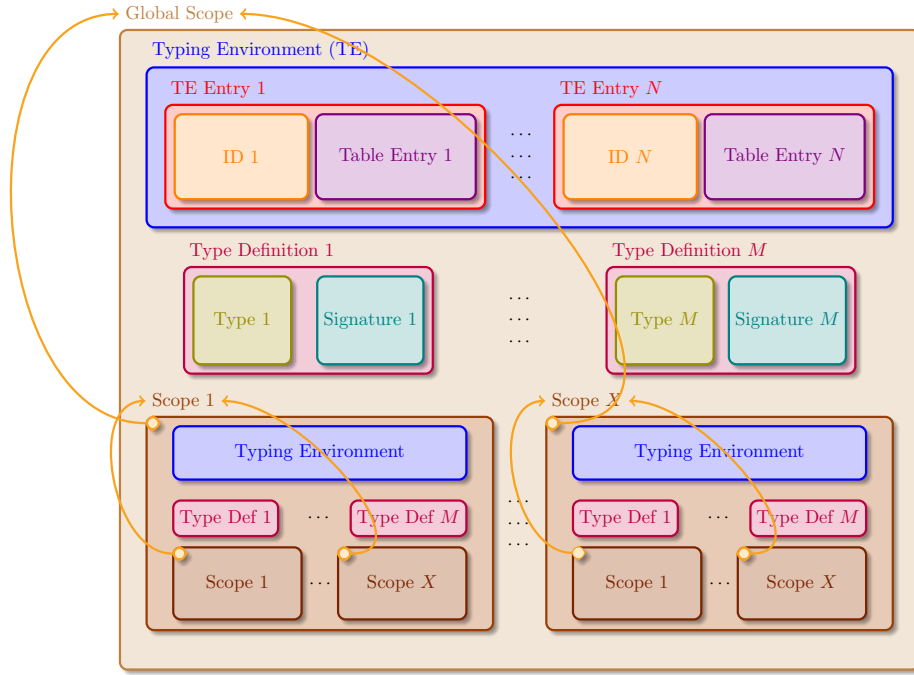 Global Scope
Typing Environment (TE)
TE Entry 1
TE Entry N
ID 1
Table Entry 1
...
...
...
ID N
Table Entry N
Type Definition 1
Type Definition M
Type 1
Signature 1
...
...
...
Type M
Signature M
Scope 1
Scope X
Typing Environment
Typing Environment
...
...
...
Type Def 1
...
Type Def M
Type Def 1
...
Type Def M
Scope 1
...
Scope X
Scope 1
...
Scope X